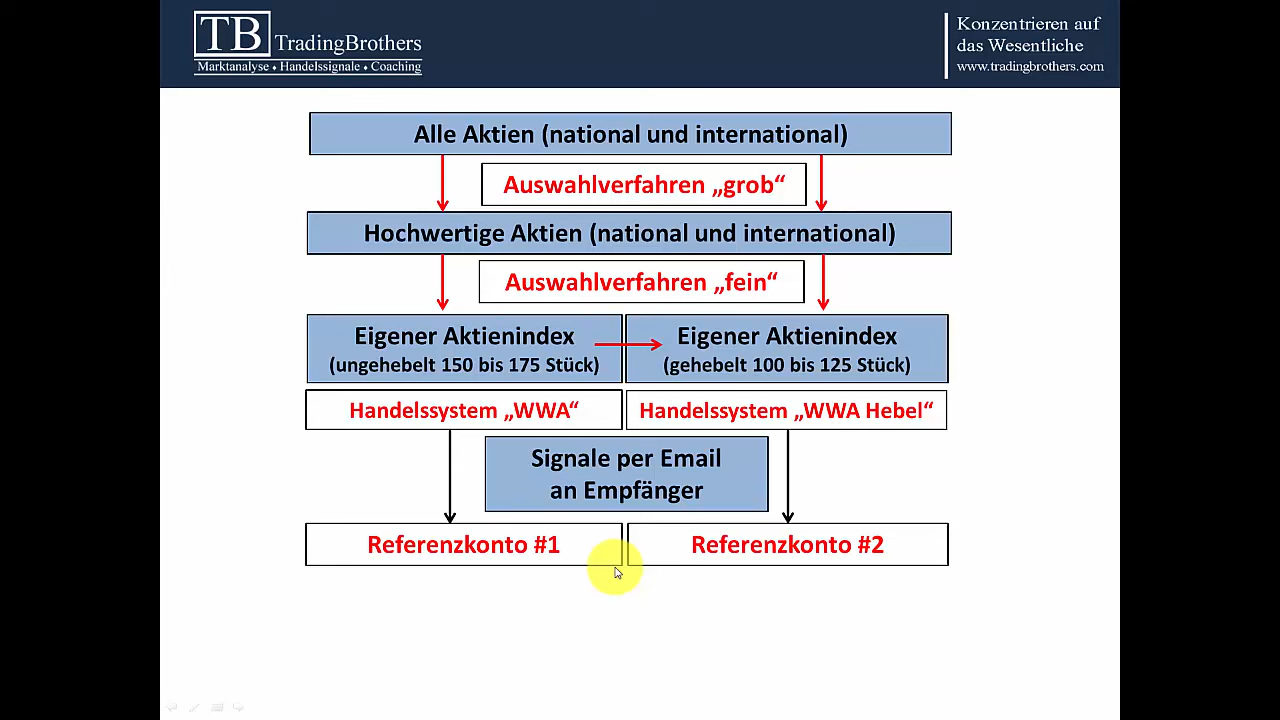 TB TradingBrothers
Marktanalyse • Handelssignale • Coaching
Konzentrieren auf
das Wesentliche
www.tradingbrothers.com
Alle Aktien (national und international)
Auswahlverfahren „grob“
Hochwertige Aktien (national und international)
Auswahlverfahren „fein“
Eigener Aktienindex
(ungehebelt 150 bis 175 Stück)
Eigener Aktienindex
(gehebelt 100 bis 125 Stück)
Handelssystem „WWA“
Handelssystem „WWA Hebel“
Signale per Email
an Empfänger
Referenzkonto #1
Referenzkonto #2